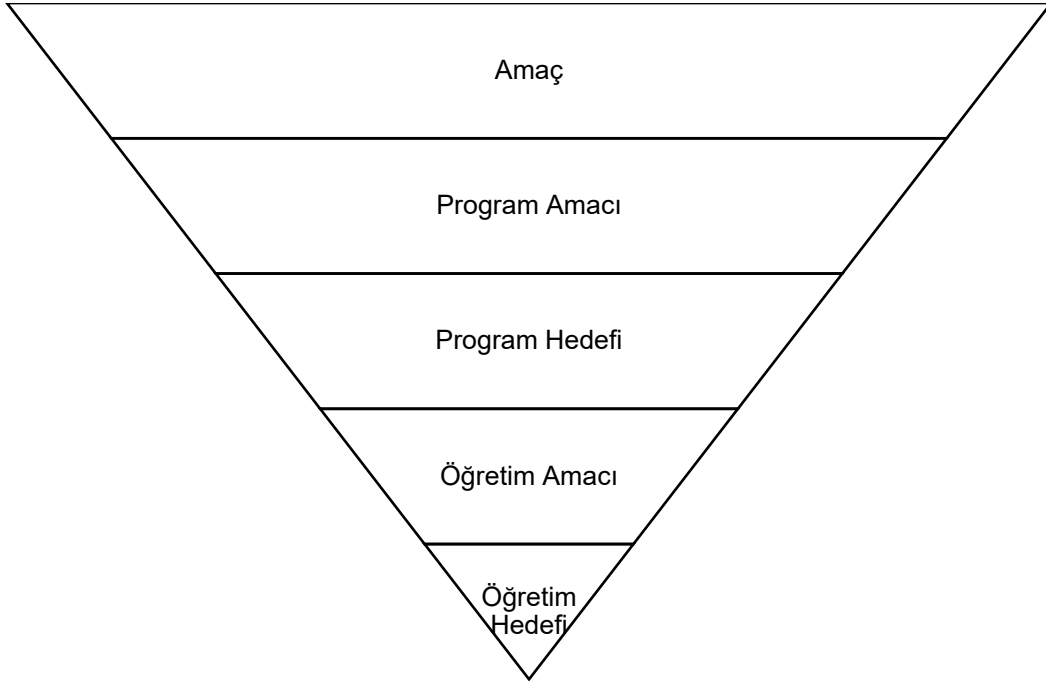 Amaç
Program Amacı
Program Hedefi
Öğretim Amacı
Öğretim
Hedefi